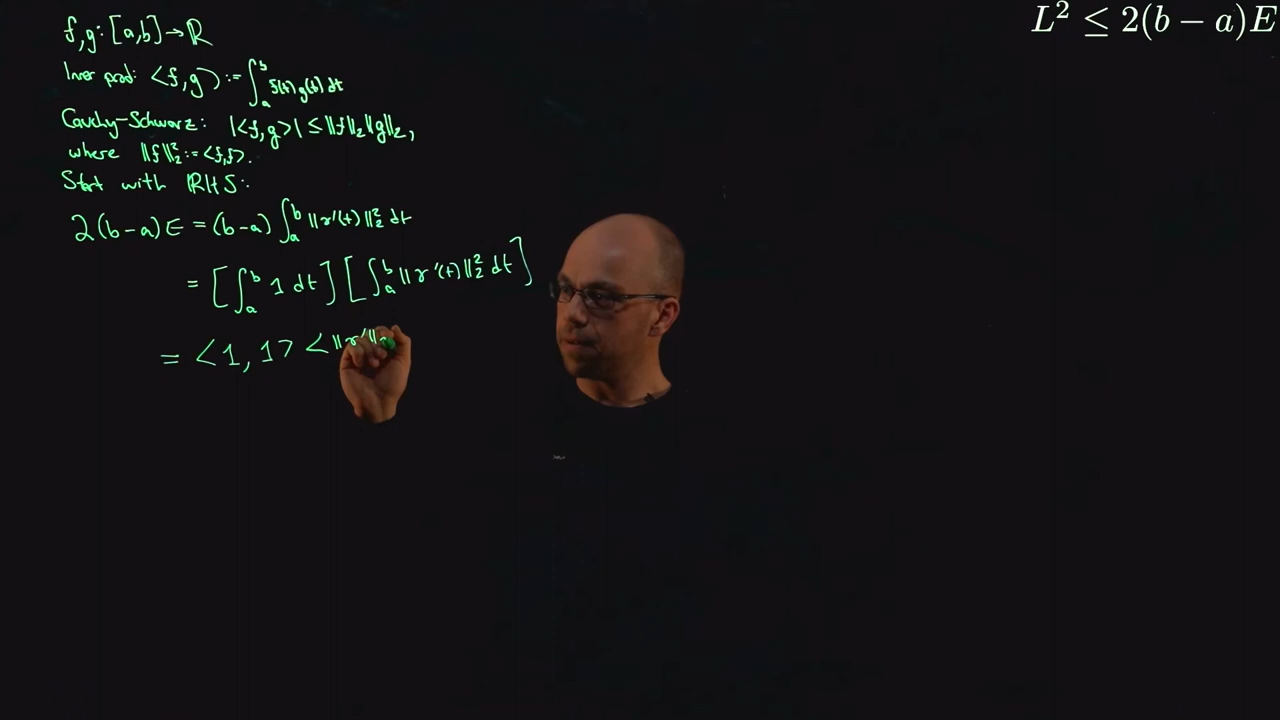 L² ≤ 2(b − a)E
f,g: [a,b] → ℝ
Inner prod: <f,g> := ∫_a^b f(t) g(t) dt
Cauchy-Schwarz: |<f,g>| ≤ ‖f‖₂‖g‖₂,
where ‖f‖₂² := <f,f>.
Start with RHS:
2(b-a)E = (b-a) ∫_a^b ‖γ'(t)‖₂² dt
= [∫_a^b 1 dt] [∫_a^b ‖γ'(t)‖₂² dt]
= <1, 1> <‖γ'‖